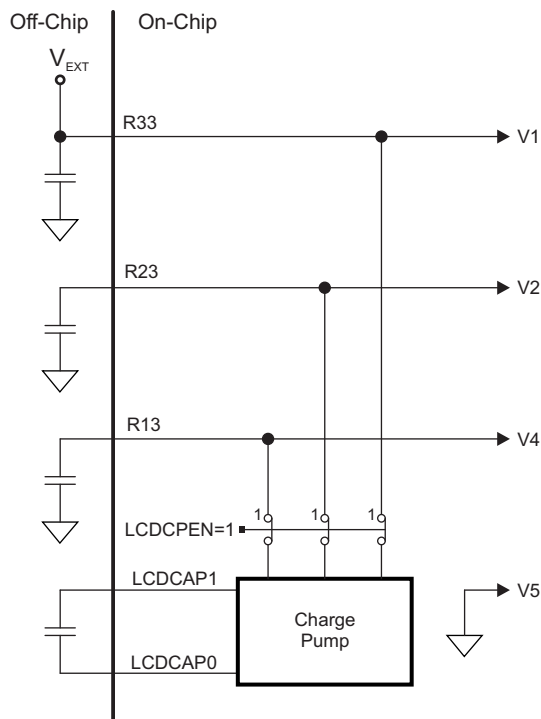 Off-Chip On-Chip
VEXT
R33
V1
R23
V2
R13
V4
1 1 1
LCDCPEN=1
LCDCAP1
V5
Charge
Pump
LCDCAP0